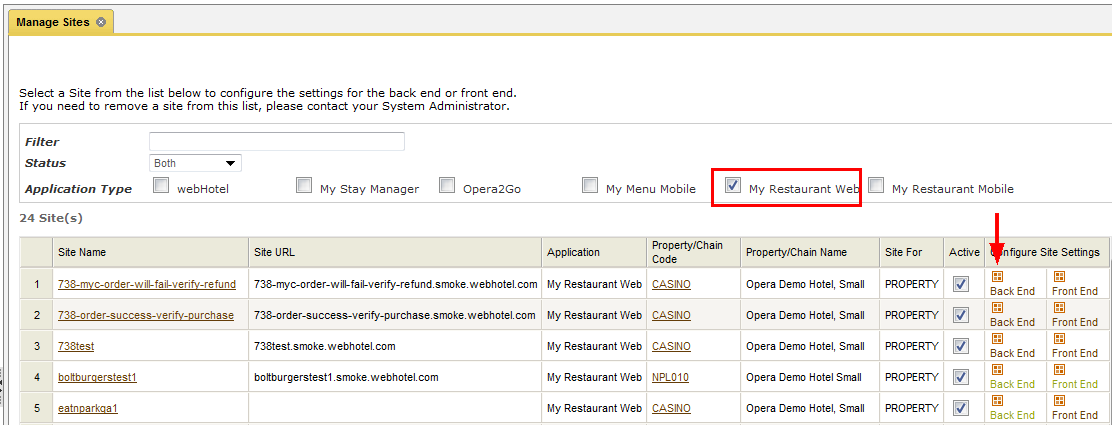 Manage Sites
Select a Site from the list below to configure the settings for the back end or front end.
If you need to remove a site from this list, please contact your System Administrator.
Filter
Status Both
Application Type webHotel My Stay Manager Opera2Go My Menu Mobile My Restaurant Web My Restaurant Mobile
24 Site(s)
Site Name Site URL Application Property/Chain Code Property/Chain Name Site For Active Configure Site Settings
1 738-myc-order-will-fail-verify-refund 738-myc-order-will-fail-verify-refund.smoke.webhotel.com My Restaurant Web CASINO Opera Demo Hotel, Small PROPERTY Back End Front End
2 738-order-success-verify-purchase 738-order-success-verify-purchase.smoke.webhotel.com My Restaurant Web CASINO Opera Demo Hotel, Small PROPERTY Back End Front End
3 738test 738test.smoke.webhotel.com My Restaurant Web CASINO Opera Demo Hotel, Small PROPERTY Back End Front End
4 boltburgerstest1 boltburgerstest1.smoke.webhotel.com My Restaurant Web NPL010 Opera Demo Hotel Small PROPERTY Back End Front End
5 eatnparkqa1 My Restaurant Web CASINO Opera Demo Hotel, Small PROPERTY Back End Front End